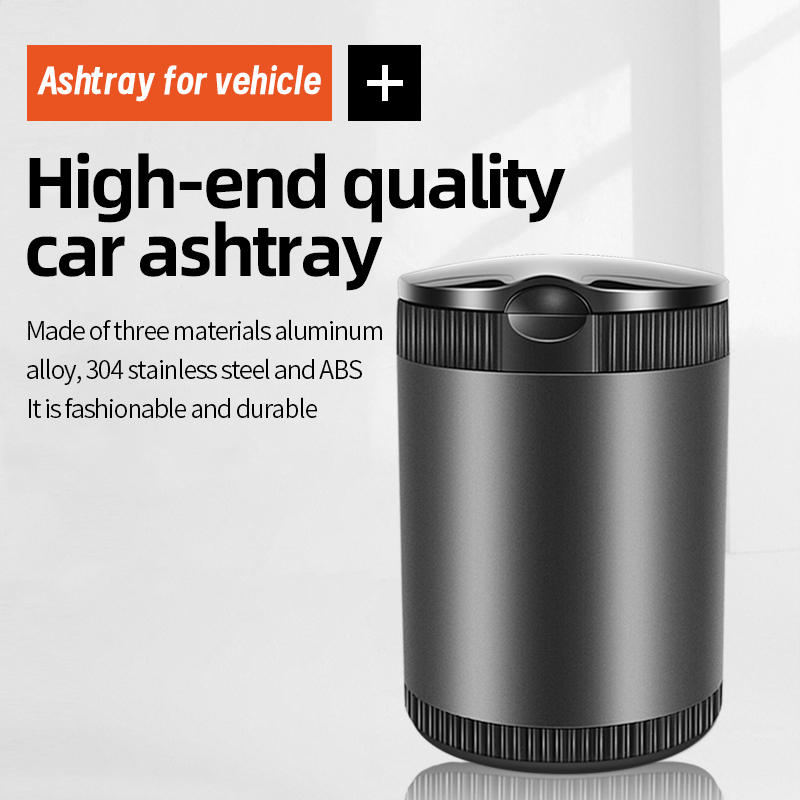 Ashtray for vehicle
High-end quality
car ashtray
Made of three materials aluminum
alloy, 304 stainless steel and ABS
It is fashionable and durable